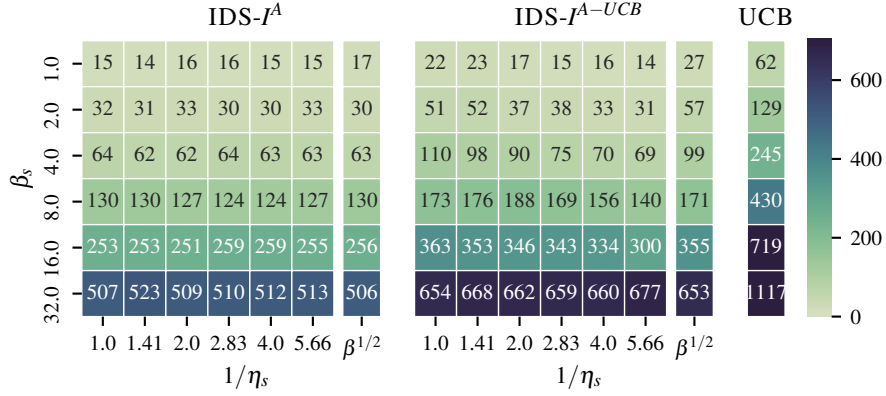 IDS-I^A IDS-I^{A−UCB} UCB
1.0 15 14 16 16 15 15 17 22 23 17 15 16 14 27 62
2.0 32 31 33 30 30 33 30 51 52 37 38 33 31 57 129
4.0 64 62 62 64 63 63 63 110 98 90 75 70 69 99 245
8.0 130 130 127 124 124 127 130 173 176 188 169 156 140 171 430
16.0 253 253 251 259 259 255 256 363 353 346 343 334 300 355 719
32.0 507 523 509 510 512 513 506 654 668 662 659 660 677 653 1117
β_s
1.0 1.41 2.0 2.83 4.0 5.66 β^{1/2} 1.0 1.41 2.0 2.83 4.0 5.66 β^{1/2}
1/η_s 1/η_s
600
400
200
0